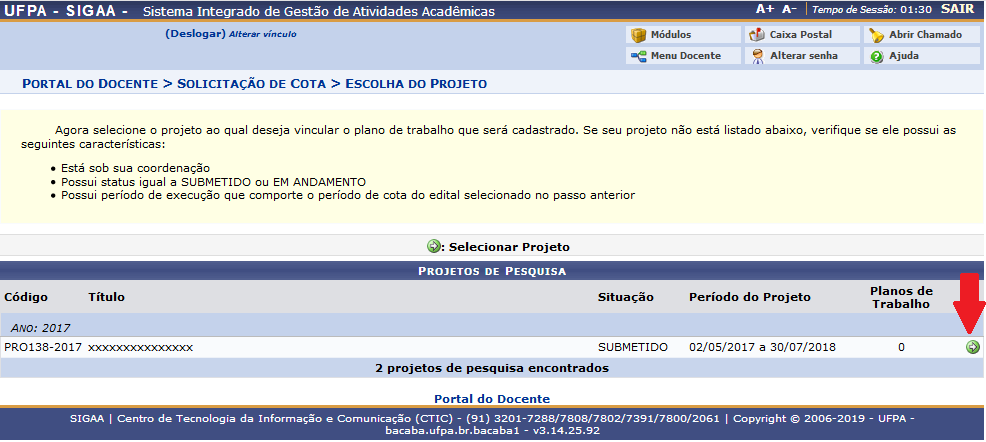 UFPA - SIGAA - Sistema Integrado de Gestão de Atividades Acadêmicas A+ A- Tempo de Sessão: 01:30 SAIR
(Deslogar) Alterar vínculo
Módulos Caixa Postal Abrir Chamado
Menu Docente Alterar senha Ajuda
PORTAL DO DOCENTE > SOLICITAÇÃO DE COTA > ESCOLHA DO PROJETO
Agora selecione o projeto ao qual deseja vincular o plano de trabalho que será cadastrado. Se seu projeto não está listado abaixo, verifique se ele possui as
seguintes características:
• Está sob sua coordenação
• Possui status igual a SUBMETIDO ou EM ANDAMENTO
• Possui período de execução que comporte o período de cota do edital selecionado no passo anterior
: Selecionar Projeto
PROJETOS DE PESQUISA
Código Título Situação Período do Projeto Planos de
Trabalho
ANO: 2017
PRO138-2017 xxxxxxxxxxxxxxx SUBMETIDO 02/05/2017 a 30/07/2018 0
2 projetos de pesquisa encontrados
Portal do Docente
SIGAA | Centro de Tecnologia da Informação e Comunicação (CTIC) - (91) 3201-7288/7808/7802/7391/7800/2061 | Copyright © 2006-2019 - UFPA -
bacaba.ufpa.br.bacaba1 - v3.14.25.92